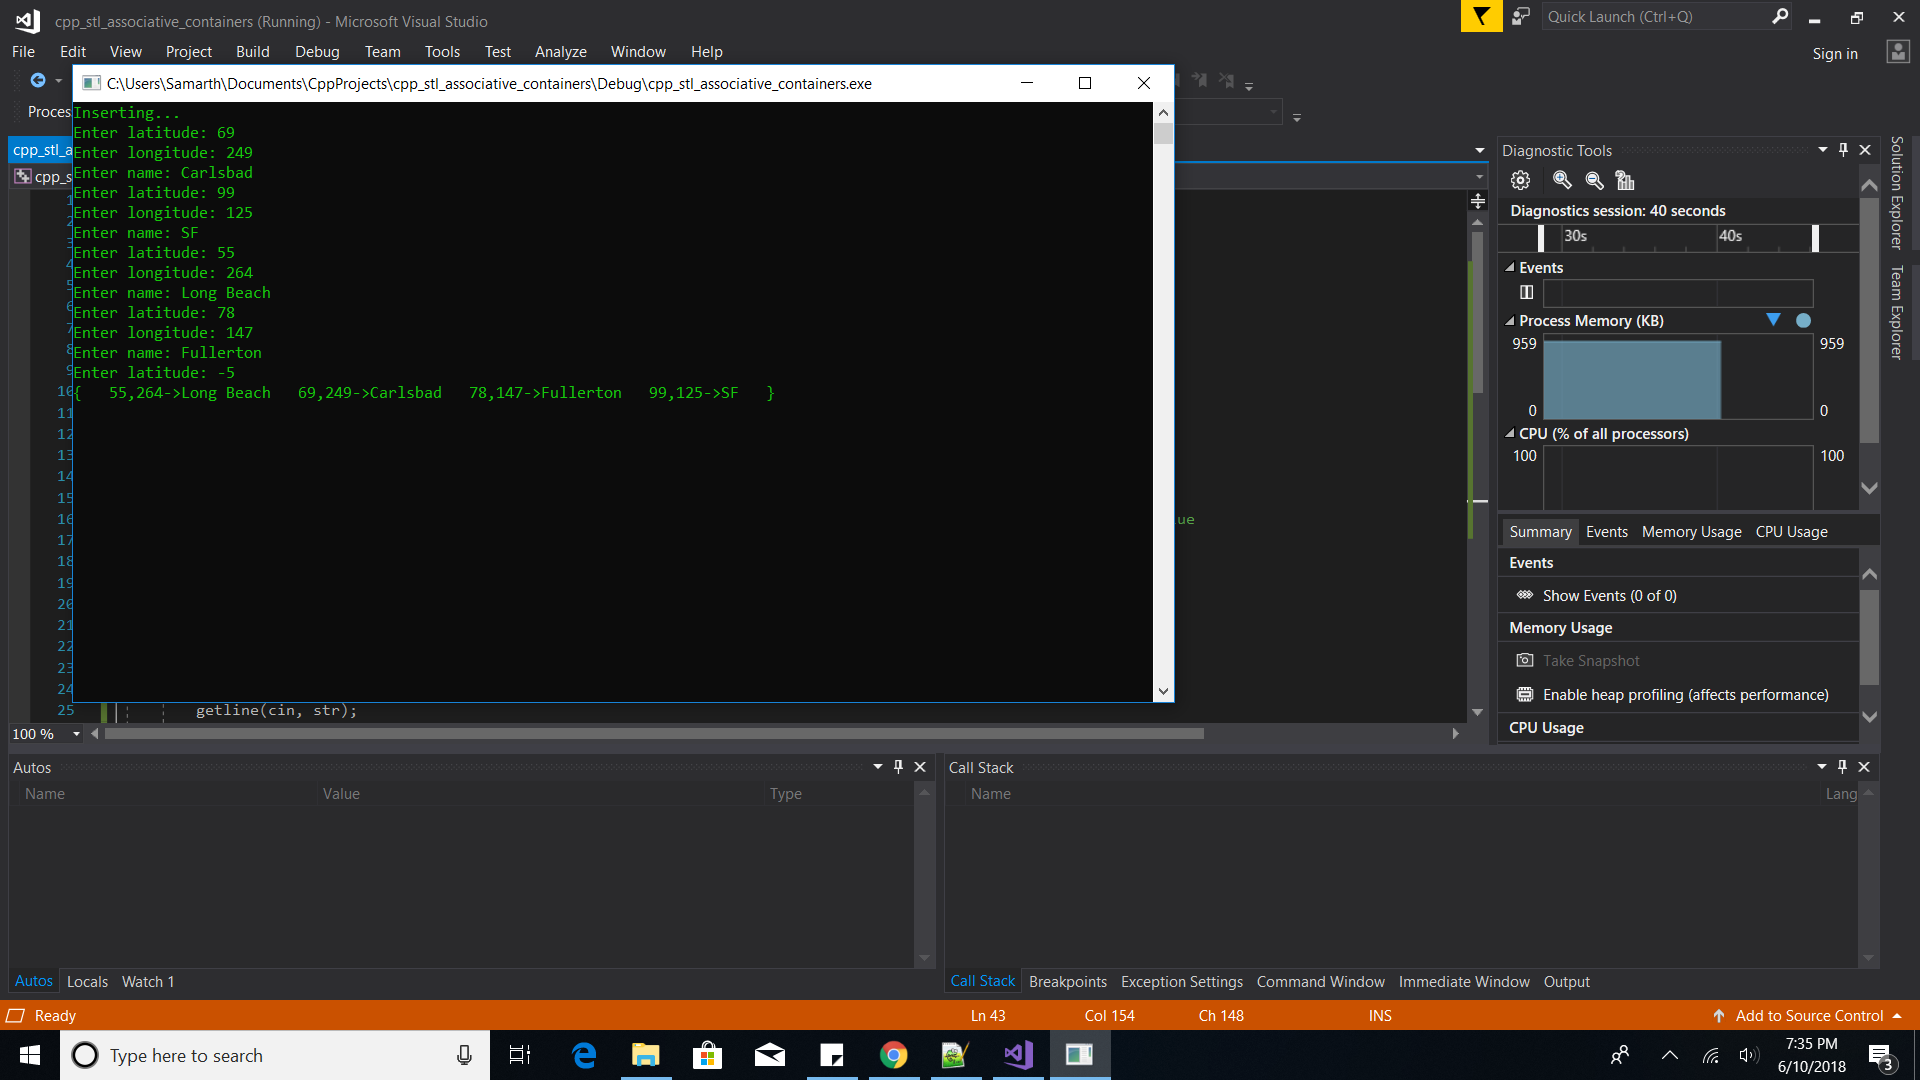 cpp_stl_associative_containers (Running) - Microsoft Visual Studio
Quick Launch (Ctrl+Q)
File Edit View Project Build Debug Team Tools Test Analyze Window Help
Sign in
C:\Users\Samarth\Documents\CppProjects\cpp_stl_associative_containers\Debug\cpp_stl_associative_containers.exe
Proces
cpp_stl_a
cpp_s
Inserting...
Enter latitude: 69
Enter longitude: 249
Enter name: Carlsbad
Enter latitude: 99
Enter longitude: 125
Enter name: SF
Enter latitude: 55
Enter longitude: 264
Enter name: Long Beach
Enter latitude: 78
Enter longitude: 147
Enter name: Fullerton
Enter latitude: -5
{   55,264->Long Beach   69,249->Carlsbad   78,147->Fullerton   99,125->SF   }
1
2
3
4
5
6
7
8
9
10
11
12
13
14
15
16
ue
17
18
19
20
21
22
23
24
25 getline(cin, str);
100 %
Diagnostic Tools
Diagnostics session: 40 seconds
30s 40s
Events
Process Memory (KB)
959 959
0 0
CPU (% of all processors)
100 100
Summary Events Memory Usage CPU Usage
Events
Show Events (0 of 0)
Memory Usage
Take Snapshot
Enable heap profiling (affects performance)
CPU Usage
Solution Explorer
Team Explorer
Autos
Name Value Type
Autos Locals Watch 1
Call Stack
Name Lang
Call Stack Breakpoints Exception Settings Command Window Immediate Window Output
Ready Ln 43 Col 154 Ch 148 INS Add to Source Control
Type here to search
7:35 PM
6/10/2018
3